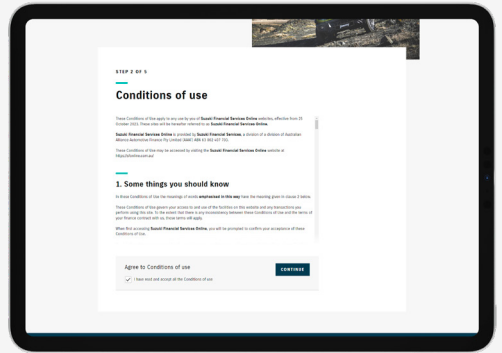 STEP 2 OF 5
Conditions of use
These Conditions of Use apply to any use by you of Suzuki Financial Services Online websites, effective from 25
October 2021. These sites will be hereafter referred to as Suzuki Financial Services Online.
Suzuki Financial Services Online is provided by Suzuki Financial Services, a division of a division of Australian
Alliance Automotive Finance Pty Limited
These Conditions of Use may be accessed by visiting the Suzuki Financial Services Online website at
1. Some things you should know
In these Conditions of Use the meanings of words emphasised in this way have the meaning given in clause 2 below.
These Conditions of Use govern your access to and use of the facilities on this website and any transactions you
perform using this site. To the extent that there is any inconsistency between these Conditions of Use and the terms of
your finance contract with us, those terms will apply.
When first accessing Suzuki Financial Services Online, you will be prompted to confirm your acceptance of these
Conditions of Use.
Agree to Conditions of use
CONTINUE
I have read and Accept all the Conditions of use